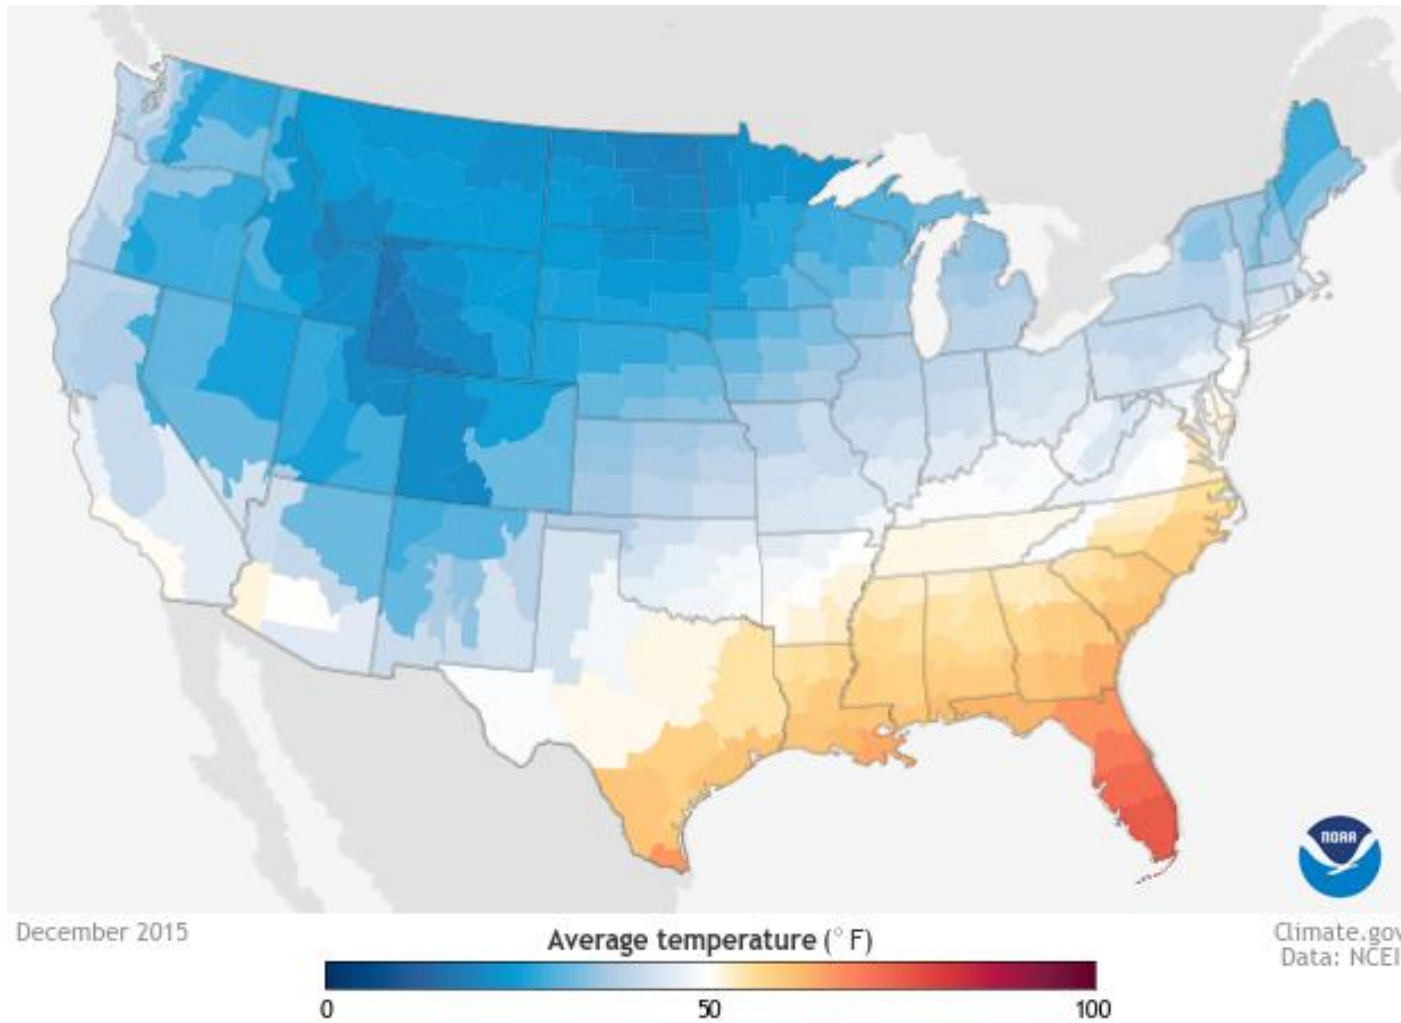 NOAA
December 2015
Average temperature (° F)
0 50 100
Climate.gov
Data: NCEI